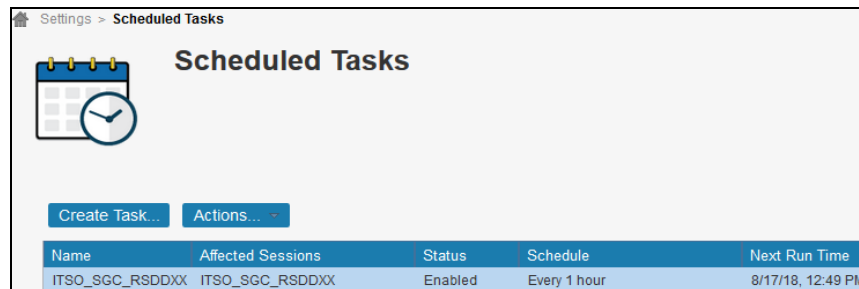 Settings > Scheduled Tasks
Scheduled Tasks
Create Task... Actions...
Name Affected Sessions Status Schedule Next Run Time
ITSO_SGC_RSDDXX ITSO_SGC_RSDDXX Enabled Every 1 hour 8/17/18, 12:49 PM